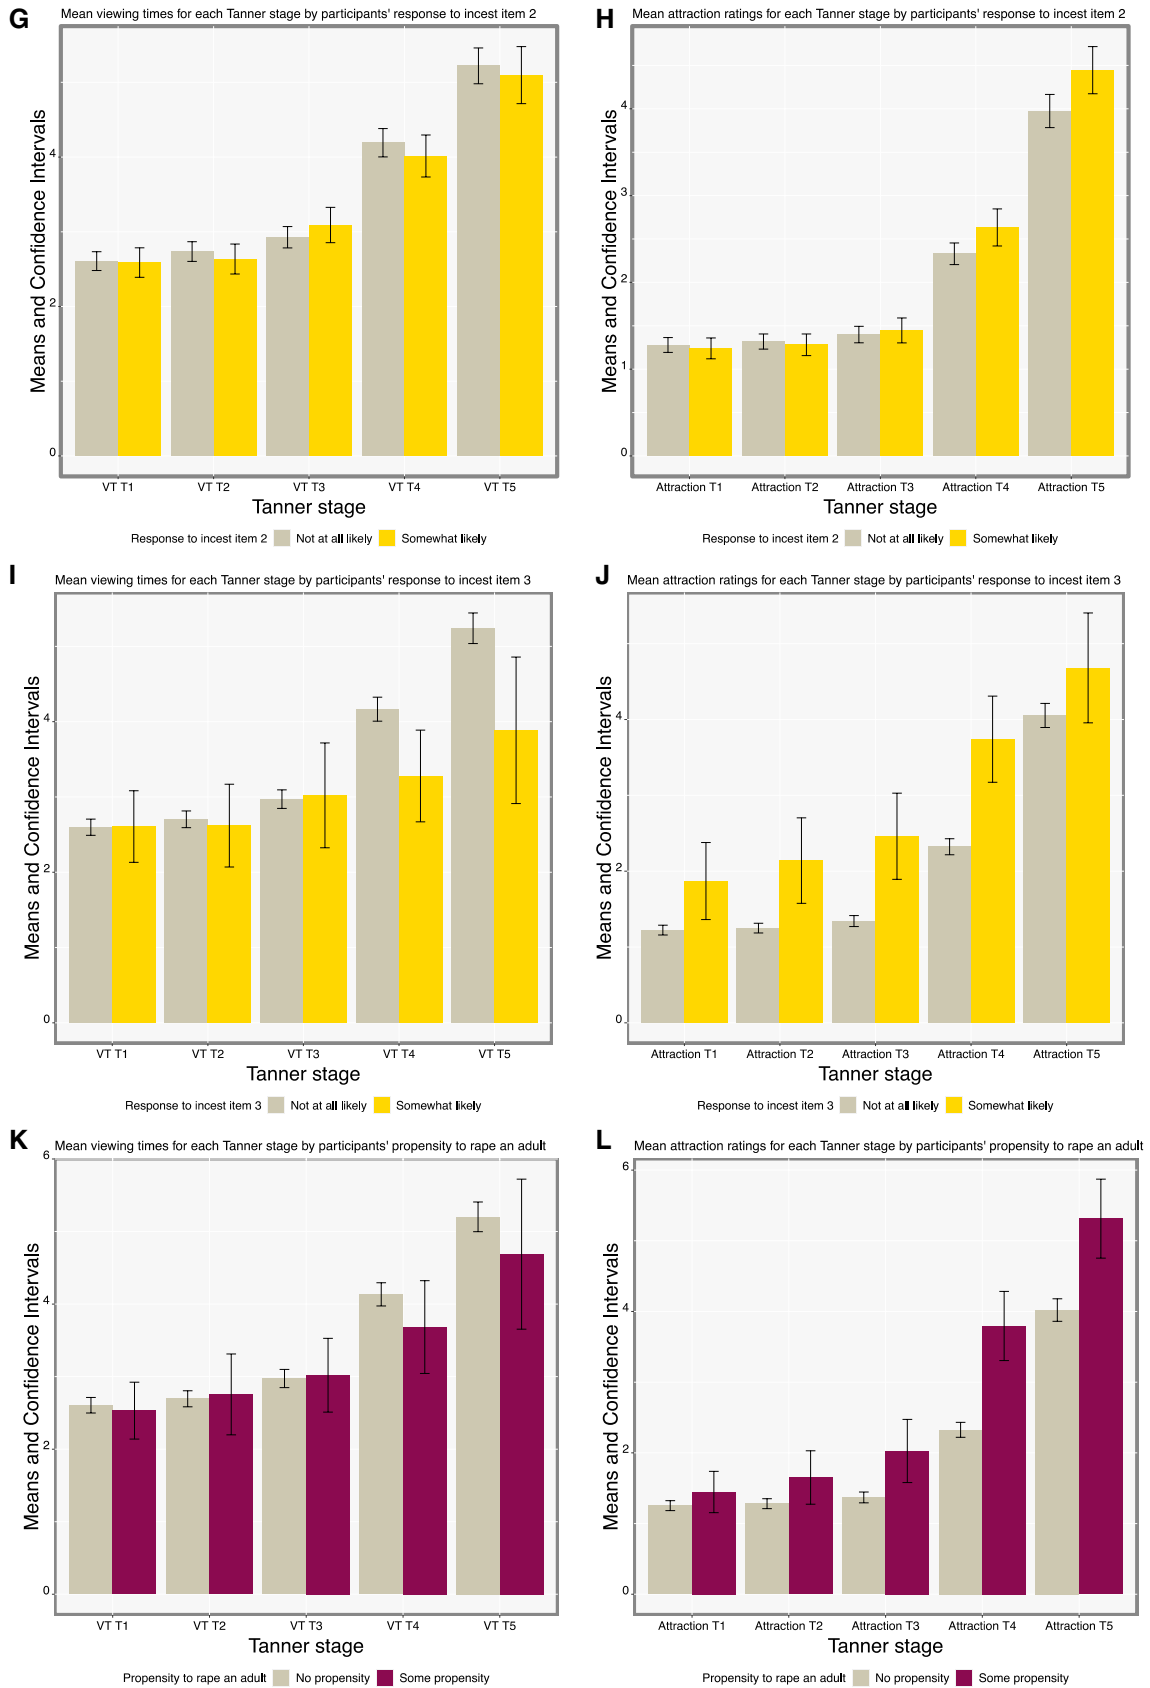 G
Mean viewing times for each Tanner stage by participants' response to incest item 2
Means and Confidence Intervals
4
2
0
VT T1 VT T2 VT T3 VT T4 VT T5
Tanner stage
Response to incest item 2 Not at all likely Somewhat likely
H
Mean attraction ratings for each Tanner stage by participants' response to incest item 2
Means and Confidence Intervals
4
3
2
1
0
Attraction T1 Attraction T2 Attraction T3 Attraction T4 Attraction T5
Tanner stage
Response to incest item 2 Not at all likely Somewhat likely
I
Mean viewing times for each Tanner stage by participants' response to incest item 3
Means and Confidence Intervals
4
2
0
VT T1 VT T2 VT T3 VT T4 VT T5
Tanner stage
Response to incest item 3 Not at all likely Somewhat likely
J
Mean attraction ratings for each Tanner stage by participants' response to incest item 3
Means and Confidence Intervals
4
2
0
Attraction T1 Attraction T2 Attraction T3 Attraction T4 Attraction T5
Tanner stage
Response to incest item 3 Not at all likely Somewhat likely
K
Mean viewing times for each Tanner stage by participants' propensity to rape an adult
Means and Confidence Intervals
6
4
2
0
VT T1 VT T2 VT T3 VT T4 VT T5
Tanner stage
Propensity to rape an adult No propensity Some propensity
L
Mean attraction ratings for each Tanner stage by participants' propensity to rape an adult
Means and Confidence Intervals
6
4
2
0
Attraction T1 Attraction T2 Attraction T3 Attraction T4 Attraction T5
Tanner stage
Propensity to rape an adult No propensity Some propensity